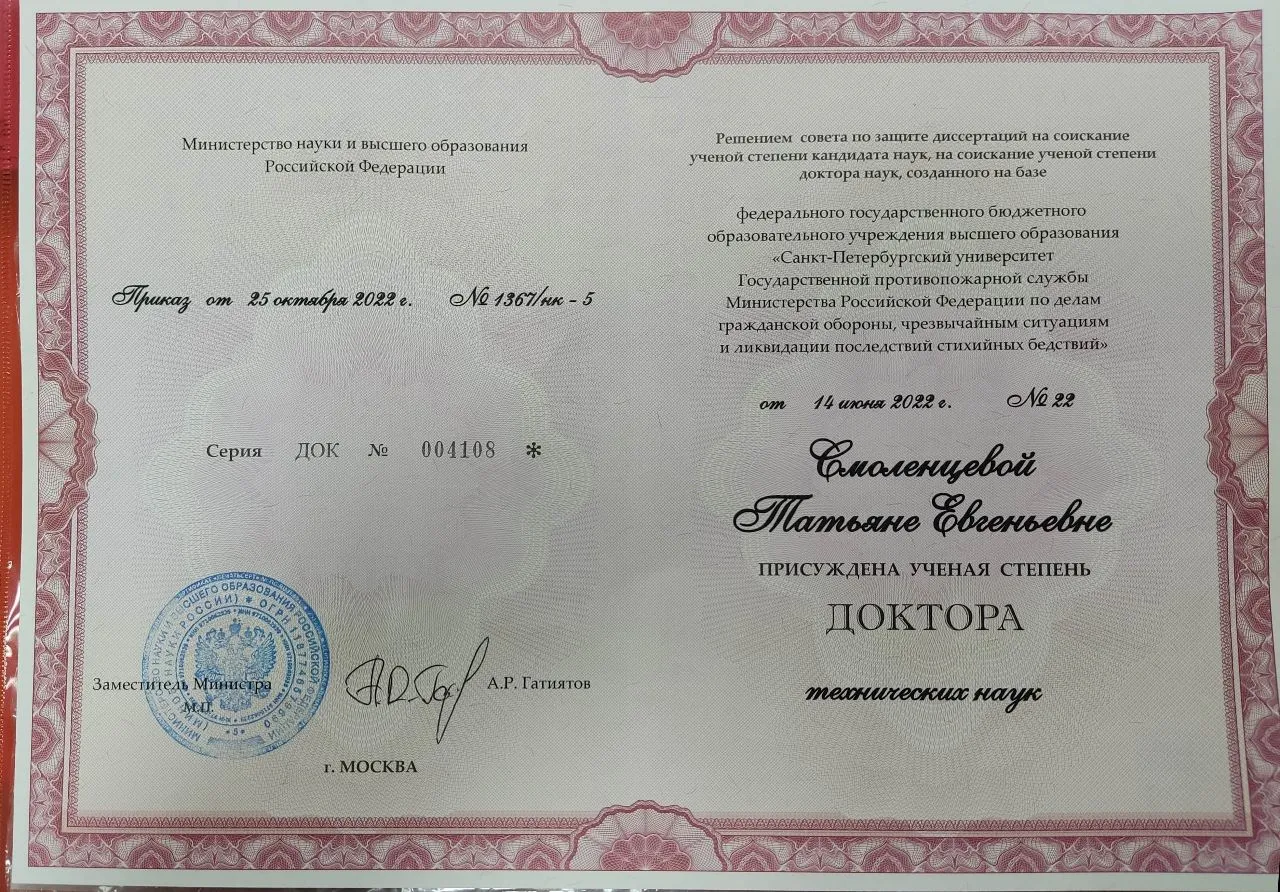 Министерство науки и высшего образования
Российской Федерации
Приказ от 25 октября 2022 г. № 1367/нк - 5
Серия ДОК № 004108 *
Заместитель Министра
М.П.
А.Р. Гатиятов
г. МОСКВА
Решением совета по защите диссертаций на соискание
ученой степени кандидата наук, на соискание ученой степени
доктора наук, созданного на базе
федерального государственного бюджетного
образовательного учреждения высшего образования
«Санкт-Петербургский университет
Государственной противопожарной службы
Министерства Российской Федерации по делам
гражданской обороны, чрезвычайным ситуациям
и ликвидации последствий стихийных бедствий»
от 14 июня 2022 г. № 22
Смоленцевой
Татьяне Евгеньевне
ПРИСУЖДЕНА УЧЕНАЯ СТЕПЕНЬ
ДОКТОРА
технических наук